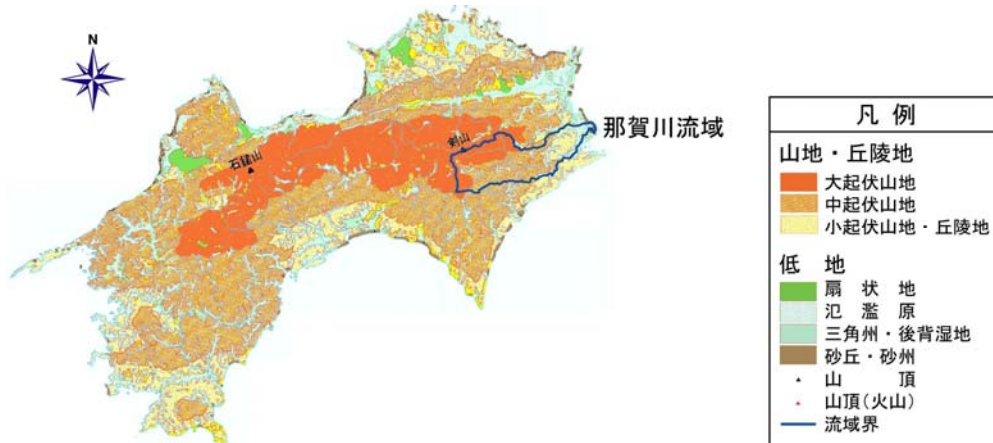 N
那賀川流域
剣山
石鎚山
凡例
山地・丘陵地
大起伏山地
中起伏山地
小起伏山地・丘陵地
低 地
扇 状 地
氾 濫 原
三角州・後背湿地
砂丘・砂州
山 頂
山頂(火山)
流域界